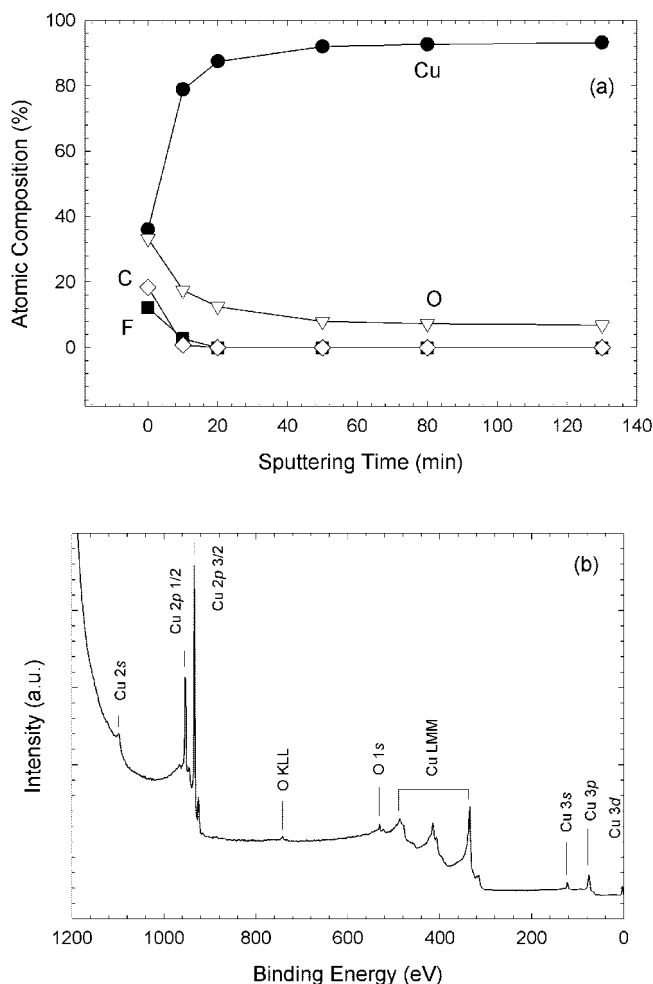 100
80
60
40
20
0
Atomic Composition (%)
Cu
(a)
C
F
O
0 20 40 60 80 100 120 140
Sputtering Time (min)
(b)
Intensity (a.u.)
Cu 2s
Cu 2p 1/2
Cu 2p 3/2
O KLL
O 1s
Cu LMM
Cu 3s
Cu 3p
Cu 3d
1200 1000 800 600 400 200 0
Binding Energy (eV)